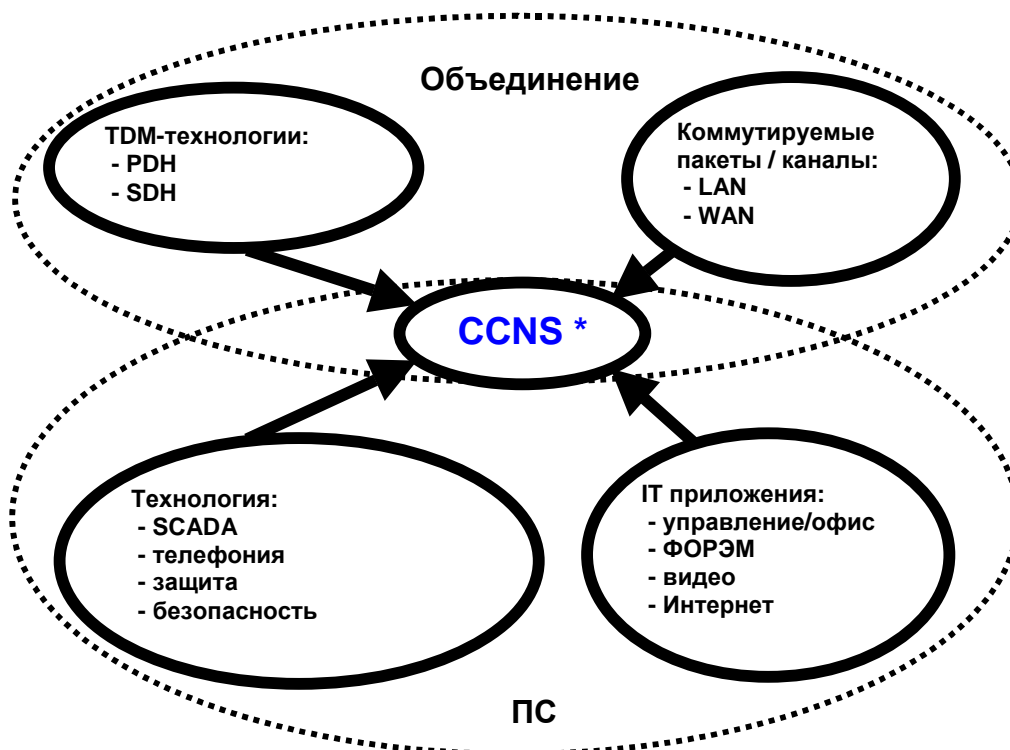 Объединение
TDM-технологии:
- PDH
- SDH
Коммутируемые
пакеты / каналы:
- LAN
- WAN
CCNS *
Технология:
- SCADA
- телефония
- защита
- безопасность
IT приложения:
- управление/офис
- ФОРЭМ
- видео
- Интернет
ПС